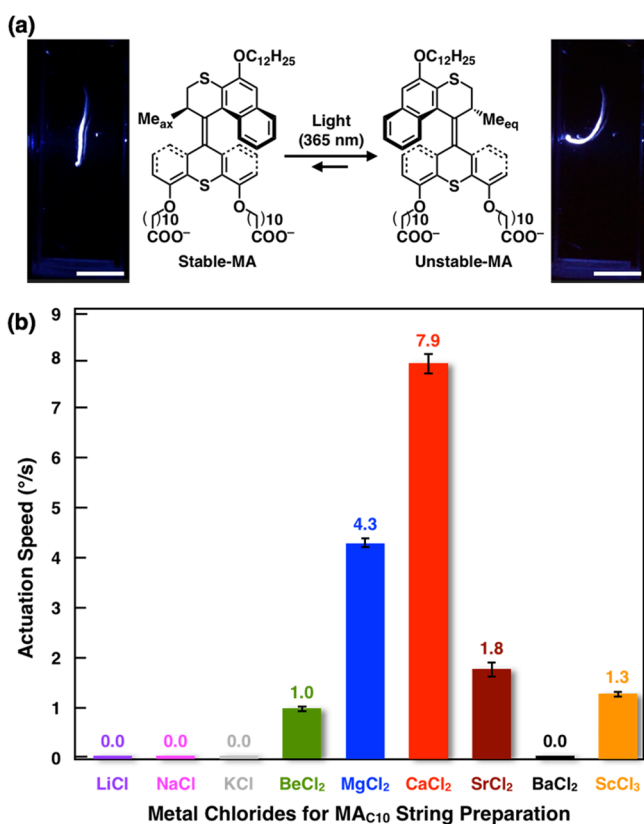 (a)
OC₁₂H₂₅
S
Meₐₓ
S
O
O
( )₁₀
( )₁₀
COO⁻
COO⁻
Stable-MA
Light
(365 nm)
OC₁₂H₂₅
S
Me_eq
S
O
O
( )₁₀
( )₁₀
COO⁻
COO⁻
Unstable-MA
(b)
Actuation Speed (°/s)
9
8
7
6
5
4
3
2
1
0
0.0
0.0
0.0
1.0
4.3
7.9
1.8
0.0
1.3
LiCl
NaCl
KCl
BeCl₂
MgCl₂
CaCl₂
SrCl₂
BaCl₂
ScCl₃
Metal Chlorides for MA_C10 String Preparation